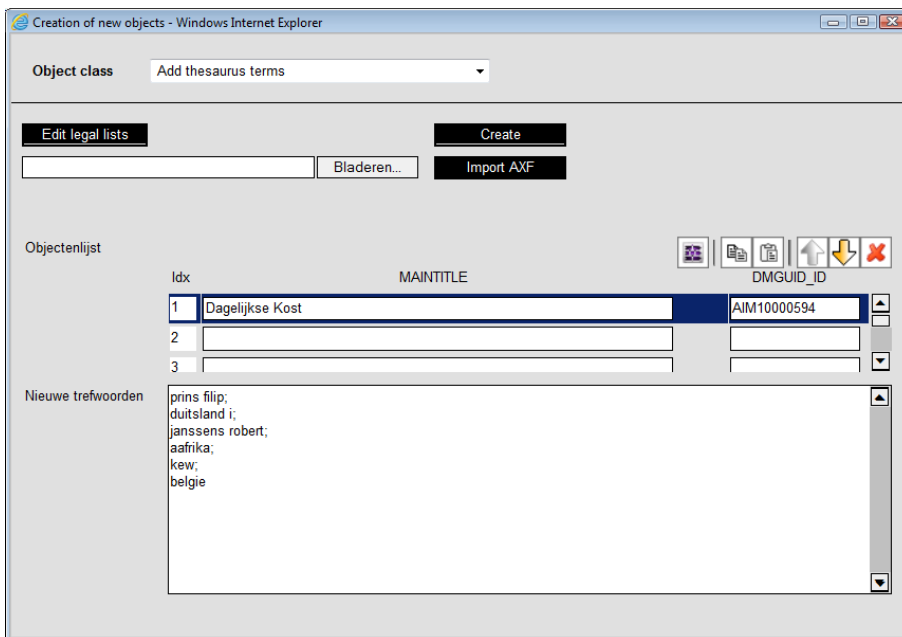 Creation of new objects - Windows Internet Explorer
Object class Add thesaurus terms
Edit legal lists Create
Bladeren... Import AXF
Objectenlijst
Idx MAINTITLE DMGUID_ID
1 Dagelijkse Kost AIM10000594
2
3
Nieuwe trefwoorden prins filip;
duitsland i;
janssens robert;
aafrika;
kew;
belgie